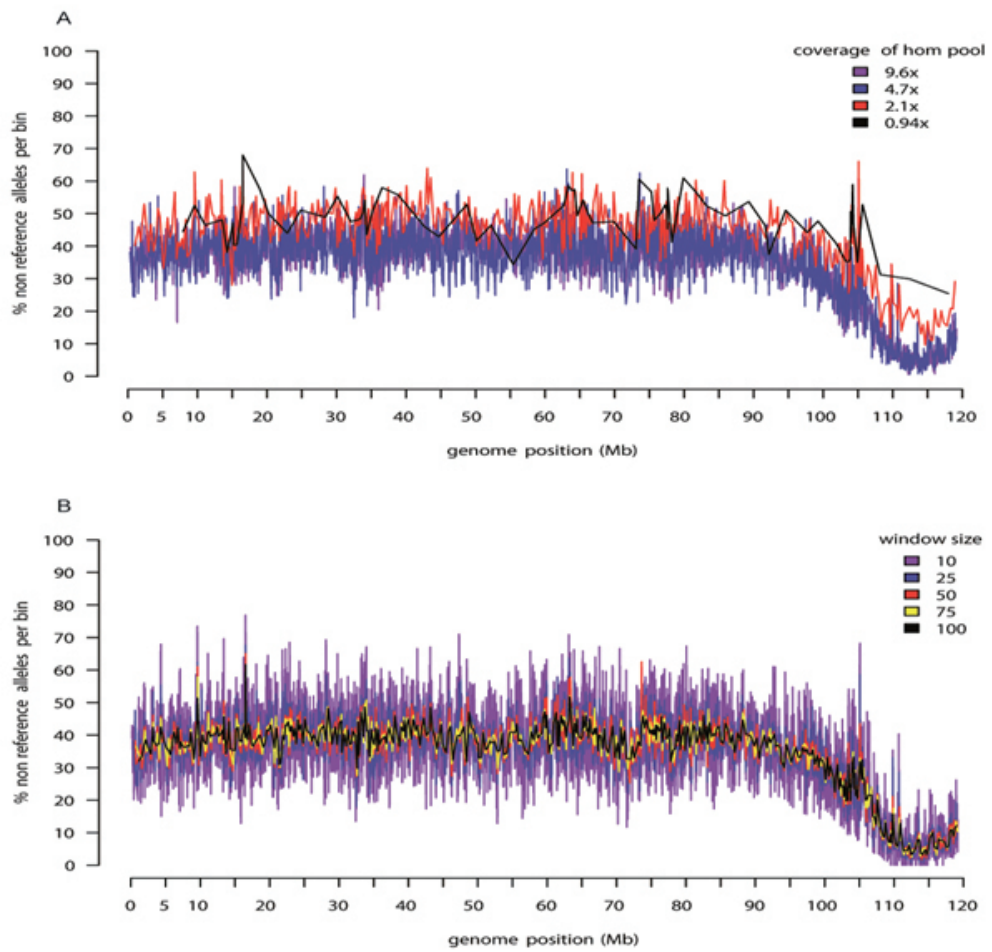 A
coverage of hom pool
9.6x
4.7x
2.1x
0.94x
% non reference alleles per bin
100
90
80
70
60
50
40
30
20
10
0
0 5 10 20 30 40 50 60 70 80 90 100 110 120
genome position (Mb)
B
window size
10
25
50
75
100
% non reference alleles per bin
100
90
80
70
60
50
40
30
20
10
0
0 5 10 20 30 40 50 60 70 80 90 100 110 120
genome position (Mb)